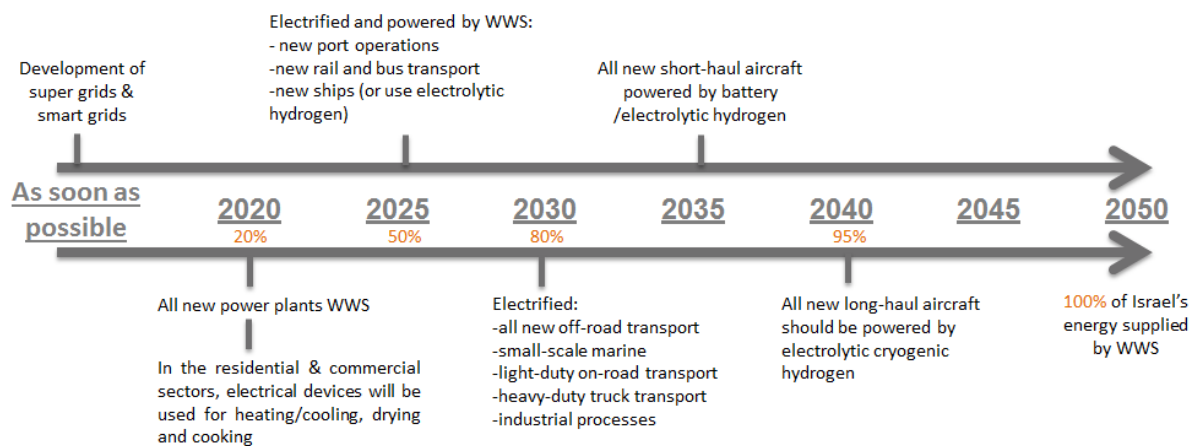 Development of
super grids &
smart grids
Electrified and powered by WWS:
- new port operations
-new rail and bus transport
-new ships (or use electrolytic
hydrogen)
All new short-haul aircraft
powered by battery
/electrolytic hydrogen
As soon as
possible
2020
20%
2025
50%
2030
80%
2035
2040
95%
2045
2050
All new power plants WWS
In the residential & commercial
sectors, electrical devices will be
used for heating/cooling, drying
and cooking
Electrified:
-all new off-road transport
-small-scale marine
-light-duty on-road transport
-heavy-duty truck transport
-industrial processes
All new long-haul aircraft
should be powered by
electrolytic cryogenic
hydrogen
100% of Israel's
energy supplied
by WWS